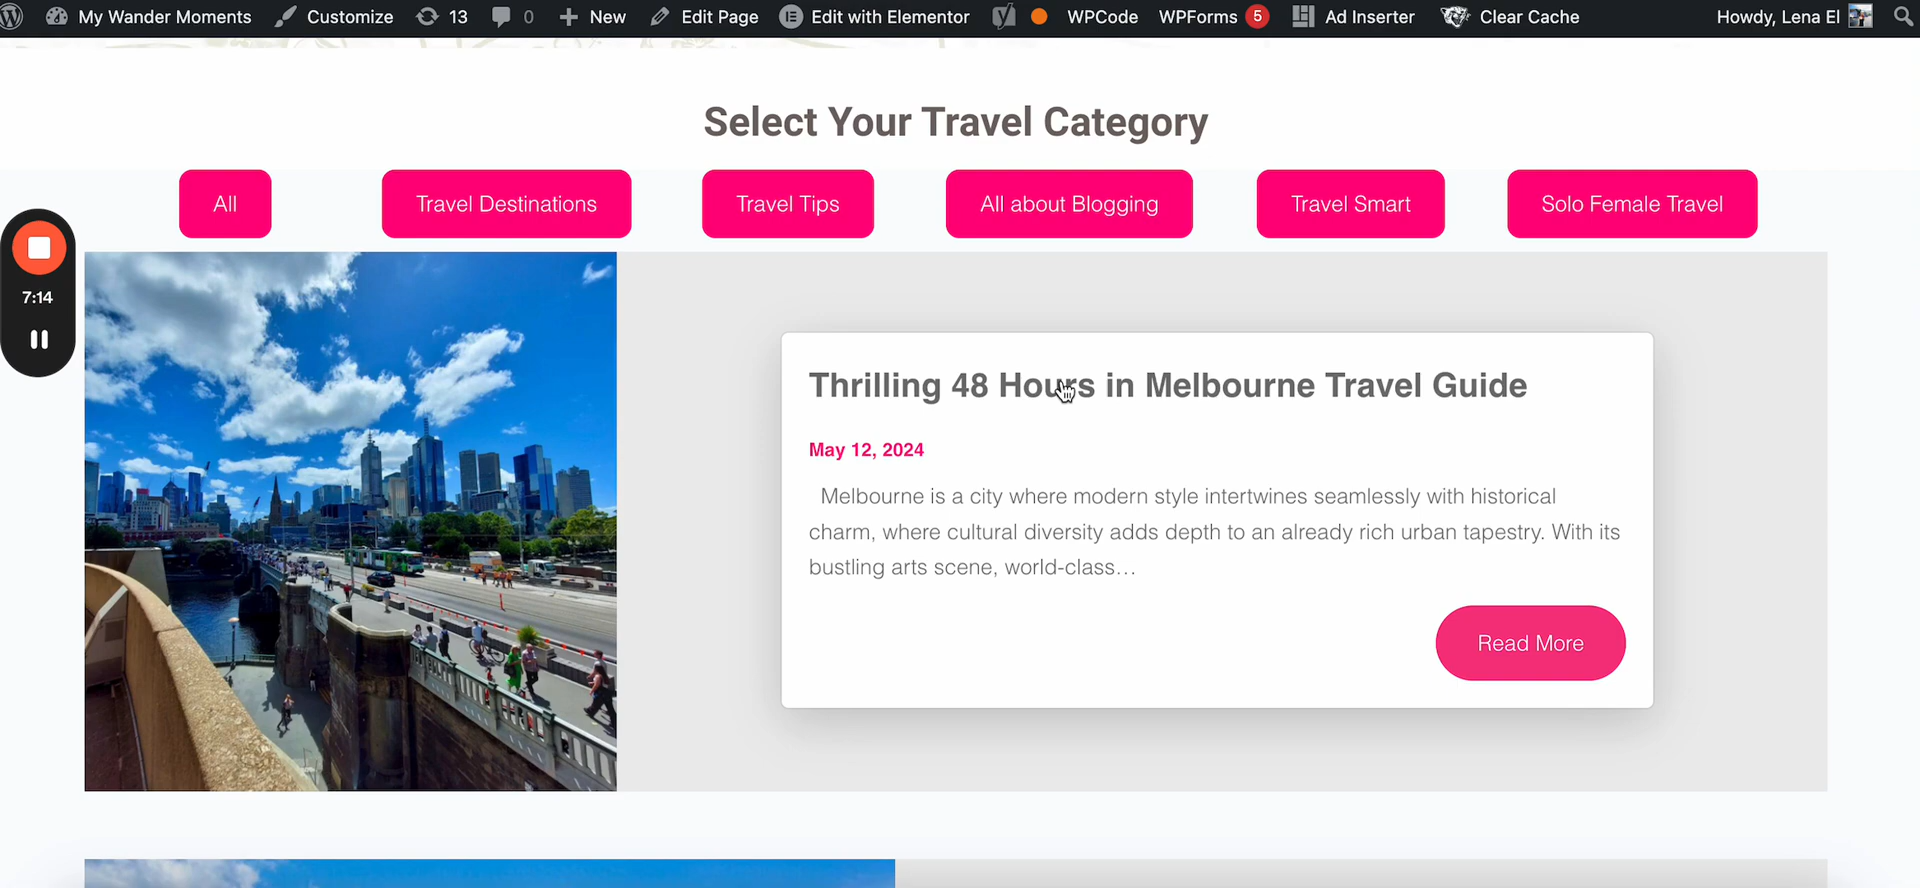 My Wander Moments Customize 13 0 New Edit Page Edit with Elementor WPCode WPForms 5 Ad Inserter Clear Cache Howdy, Lena El
Select Your Travel Category
All Travel Destinations Travel Tips All about Blogging Travel Smart Solo Female Travel
7:14
Thrilling 48 Hours in Melbourne Travel Guide
May 12, 2024
Melbourne is a city where modern style intertwines seamlessly with historical
charm, where cultural diversity adds depth to an already rich urban tapestry. With its
bustling arts scene, world-class…
Read More